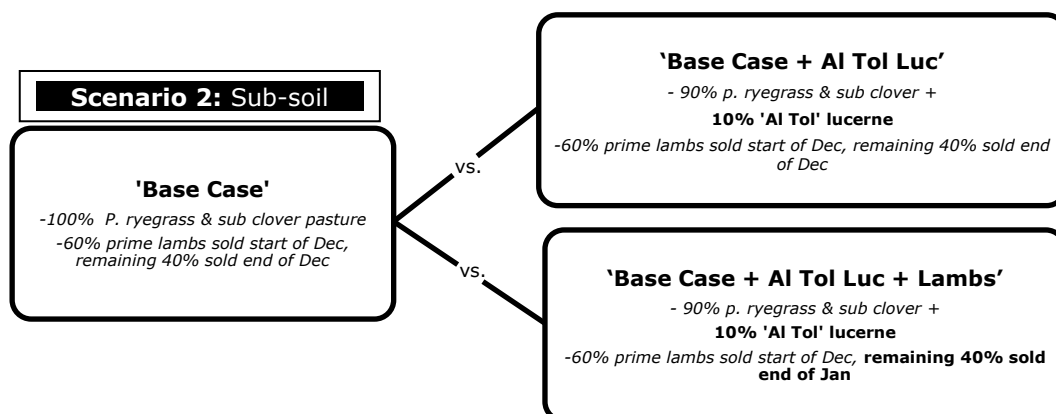 Scenario 2: Sub-soil
'Base Case'
-100% P. ryegrass & sub clover pasture
-60% prime lambs sold start of Dec,
remaining 40% sold end of Dec
vs.
vs.
‘Base Case + Al Tol Luc’
- 90% p. ryegrass & sub clover +
10% 'Al Tol' lucerne
-60% prime lambs sold start of Dec, remaining 40% sold end
of Dec
‘Base Case + Al Tol Luc + Lambs’
- 90% p. ryegrass & sub clover +
10% 'Al Tol' lucerne
-60% prime lambs sold start of Dec, remaining 40% sold
end of Jan